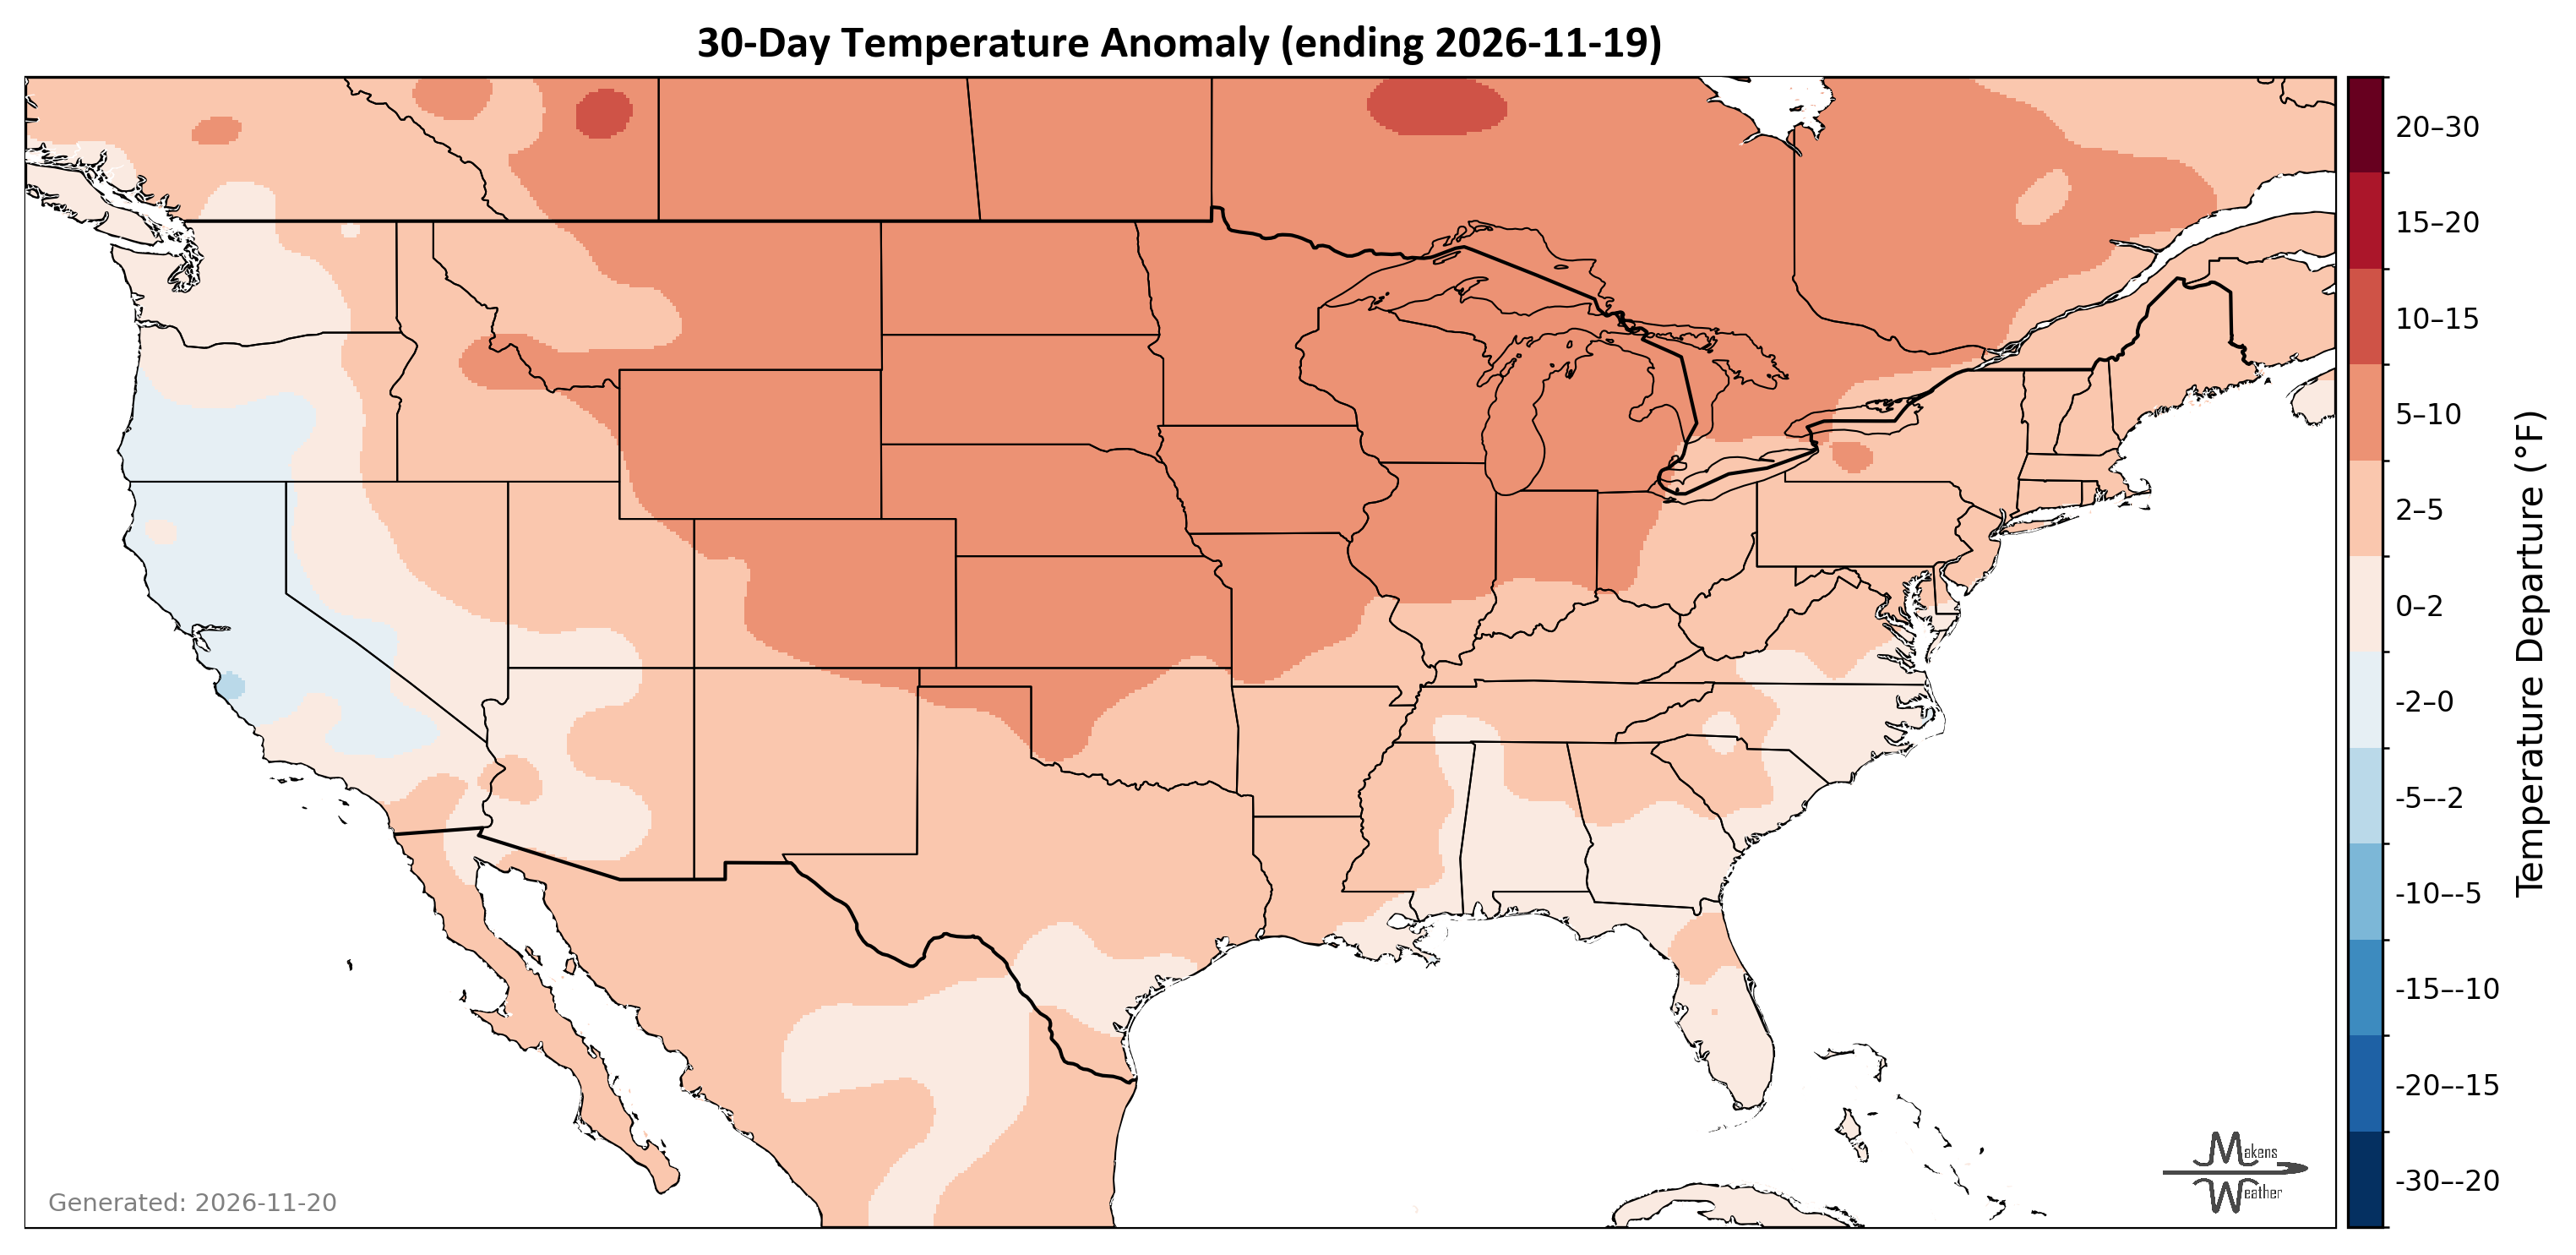 30-Day Temperature Anomaly (ending 2026-11-19)
20–30
15–20
10–15
5–10
2–5
0–2
-2–0
-5–-2
-10–-5
-15–-10
-20–-15
-30–-20
Temperature Departure (°F)
Generated: 2026-11-20
Makens
Weather